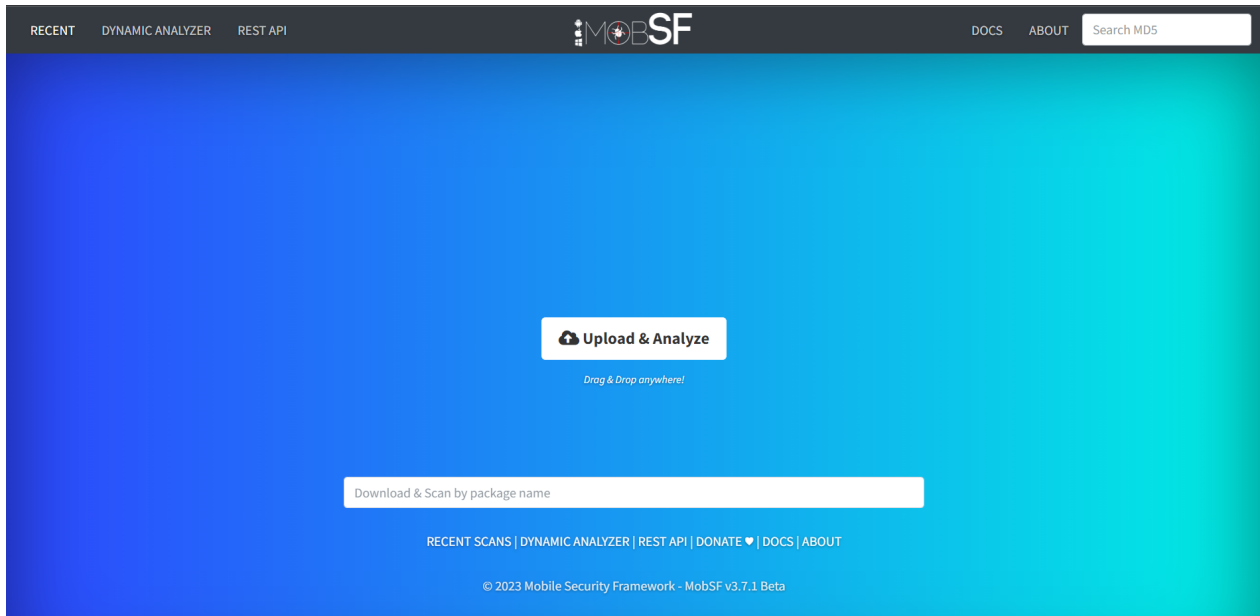 RECENT DYNAMIC ANALYZER REST API MOBSF DOCS ABOUT Search MD5
Upload & Analyze
Drag & Drop anywhere!
Download & Scan by package name
RECENT SCANS | DYNAMIC ANALYZER | REST API | DONATE ♥ | DOCS | ABOUT
© 2023 Mobile Security Framework - MobSF v3.7.1 Beta